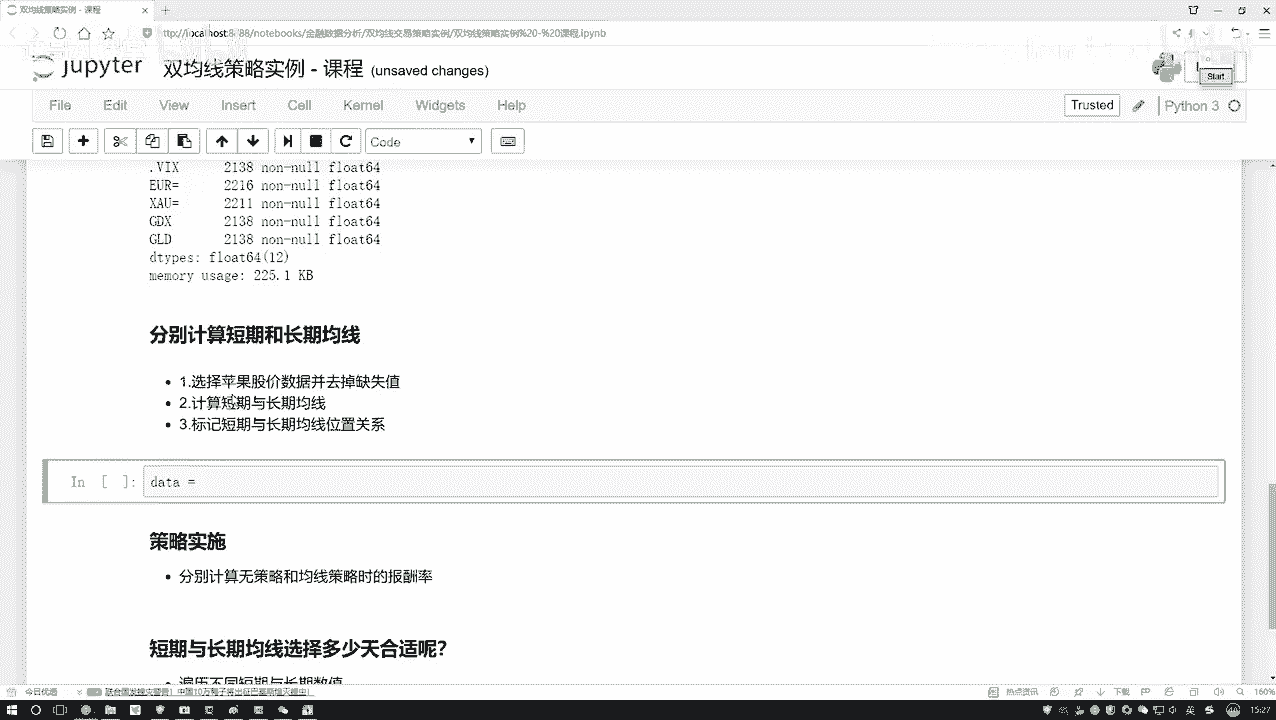 双均线策略实例 - 课程
localhost:8888/notebooks/金融数据分析/双均线交易策略实例/双均线策略实例%20-%20课程.ipynb
jupyter 双均线策略实例 - 课程 (unsaved changes)
Start
File Edit View Insert Cell Kernel Widgets Help
Trusted Python 3
Code
.VIX 2138 non-null float64
EUR= 2216 non-null float64
XAU= 2211 non-null float64
GDX 2138 non-null float64
GLD 2138 non-null float64
dtypes: float64(12)
memory usage: 225.1 KB
分别计算短期和长期均线
1.选择苹果股价数据并去掉缺失值
2.计算短期与长期均线
3.标记短期与长期均线位置关系
In [ ]: data =
策略实施
分别计算无策略和均线策略时的报酬率
短期与长期均线选择多少天合适呢?
遍历不同短期与长期数值
今日优选
热点资讯 下载 160%
英 15:27